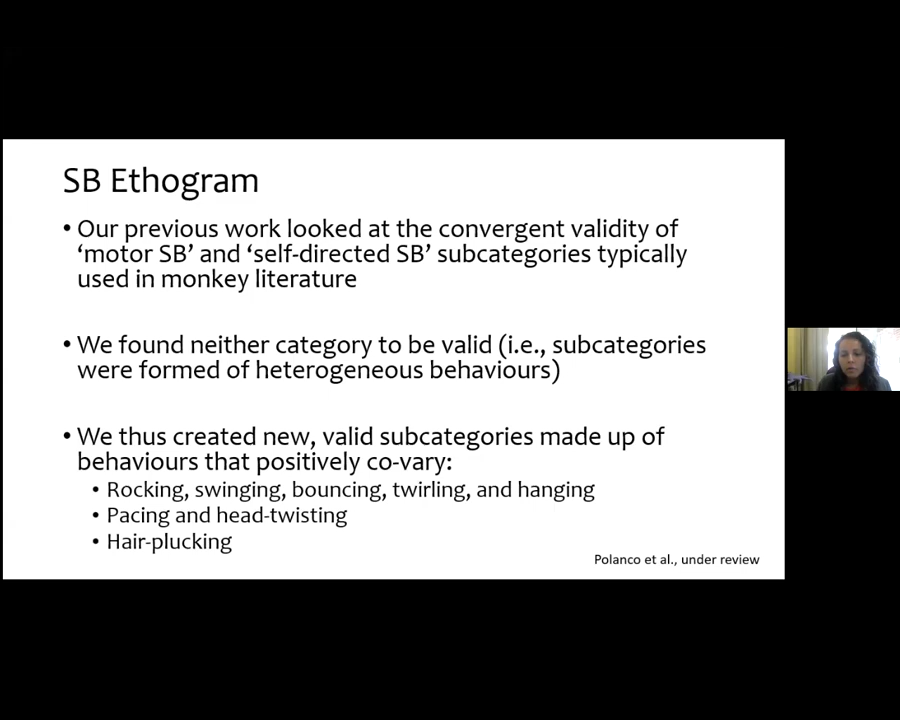 SB Ethogram
• Our previous work looked at the convergent validity of
‘motor SB’ and ‘self-directed SB’ subcategories typically
used in monkey literature
• We found neither category to be valid (i.e., subcategories
were formed of heterogeneous behaviours)
• We thus created new, valid subcategories made up of
behaviours that positively co-vary:
• Rocking, swinging, bouncing, twirling, and hanging
• Pacing and head-twisting
• Hair-plucking
Polanco et al., under review